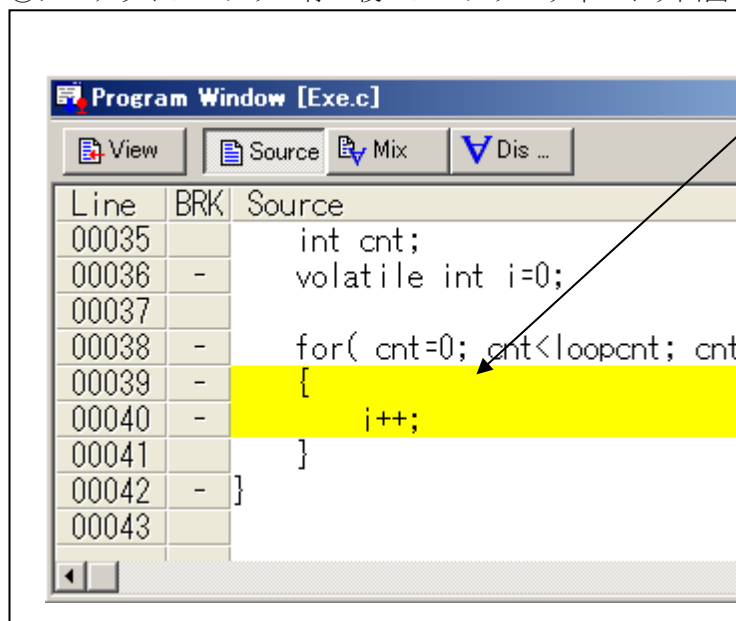 Program Window [Exe.c]
View Source Mix Dis ...
Line BRK Source
00035 int cnt;
00036 - volatile int i=0;
00037
00038 - for( cnt=0; cnt<loopcnt; cnt
00039 - {
00040 - i++;
00041 }
00042 - }
00043